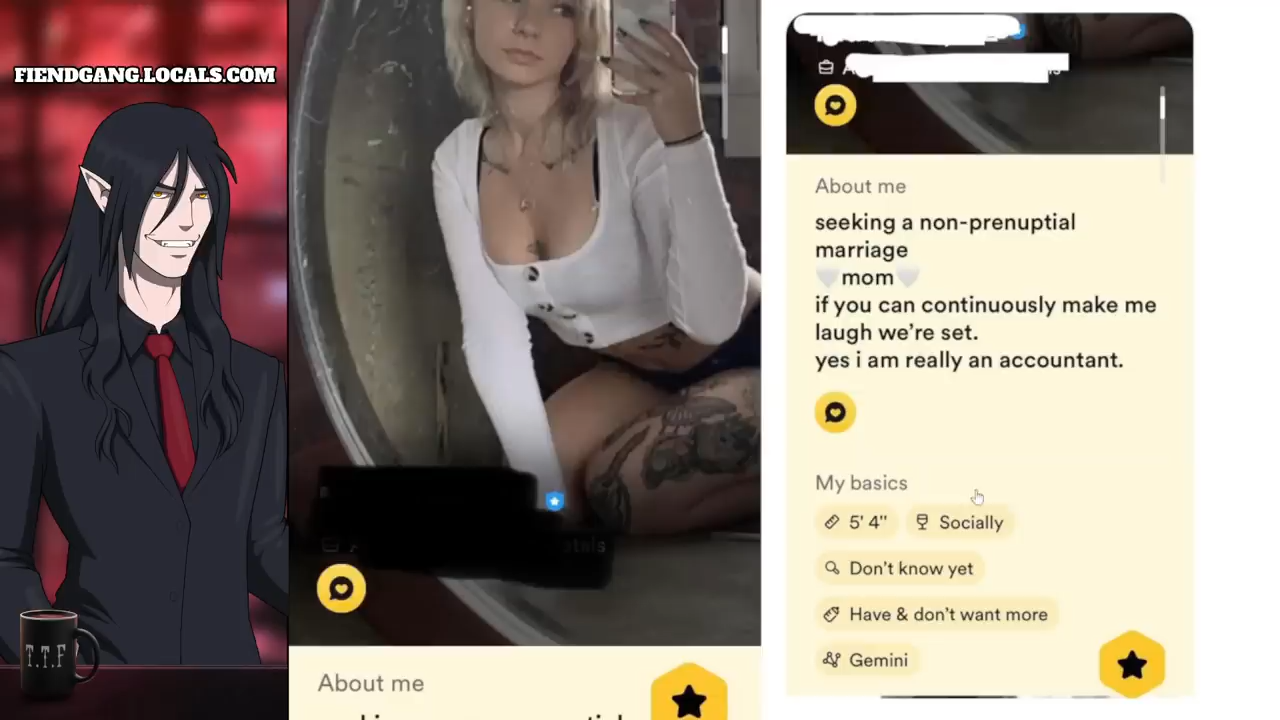 FIENDGANG.LOCALS.COM
T.T.F
About me
About me
seeking a non-prenuptial
marriage
🤍mom🤍
if you can continuously make me
laugh we’re set.
yes i am really an accountant.
My basics
5' 4"
Socially
Don’t know yet
Have & don’t want more
Gemini